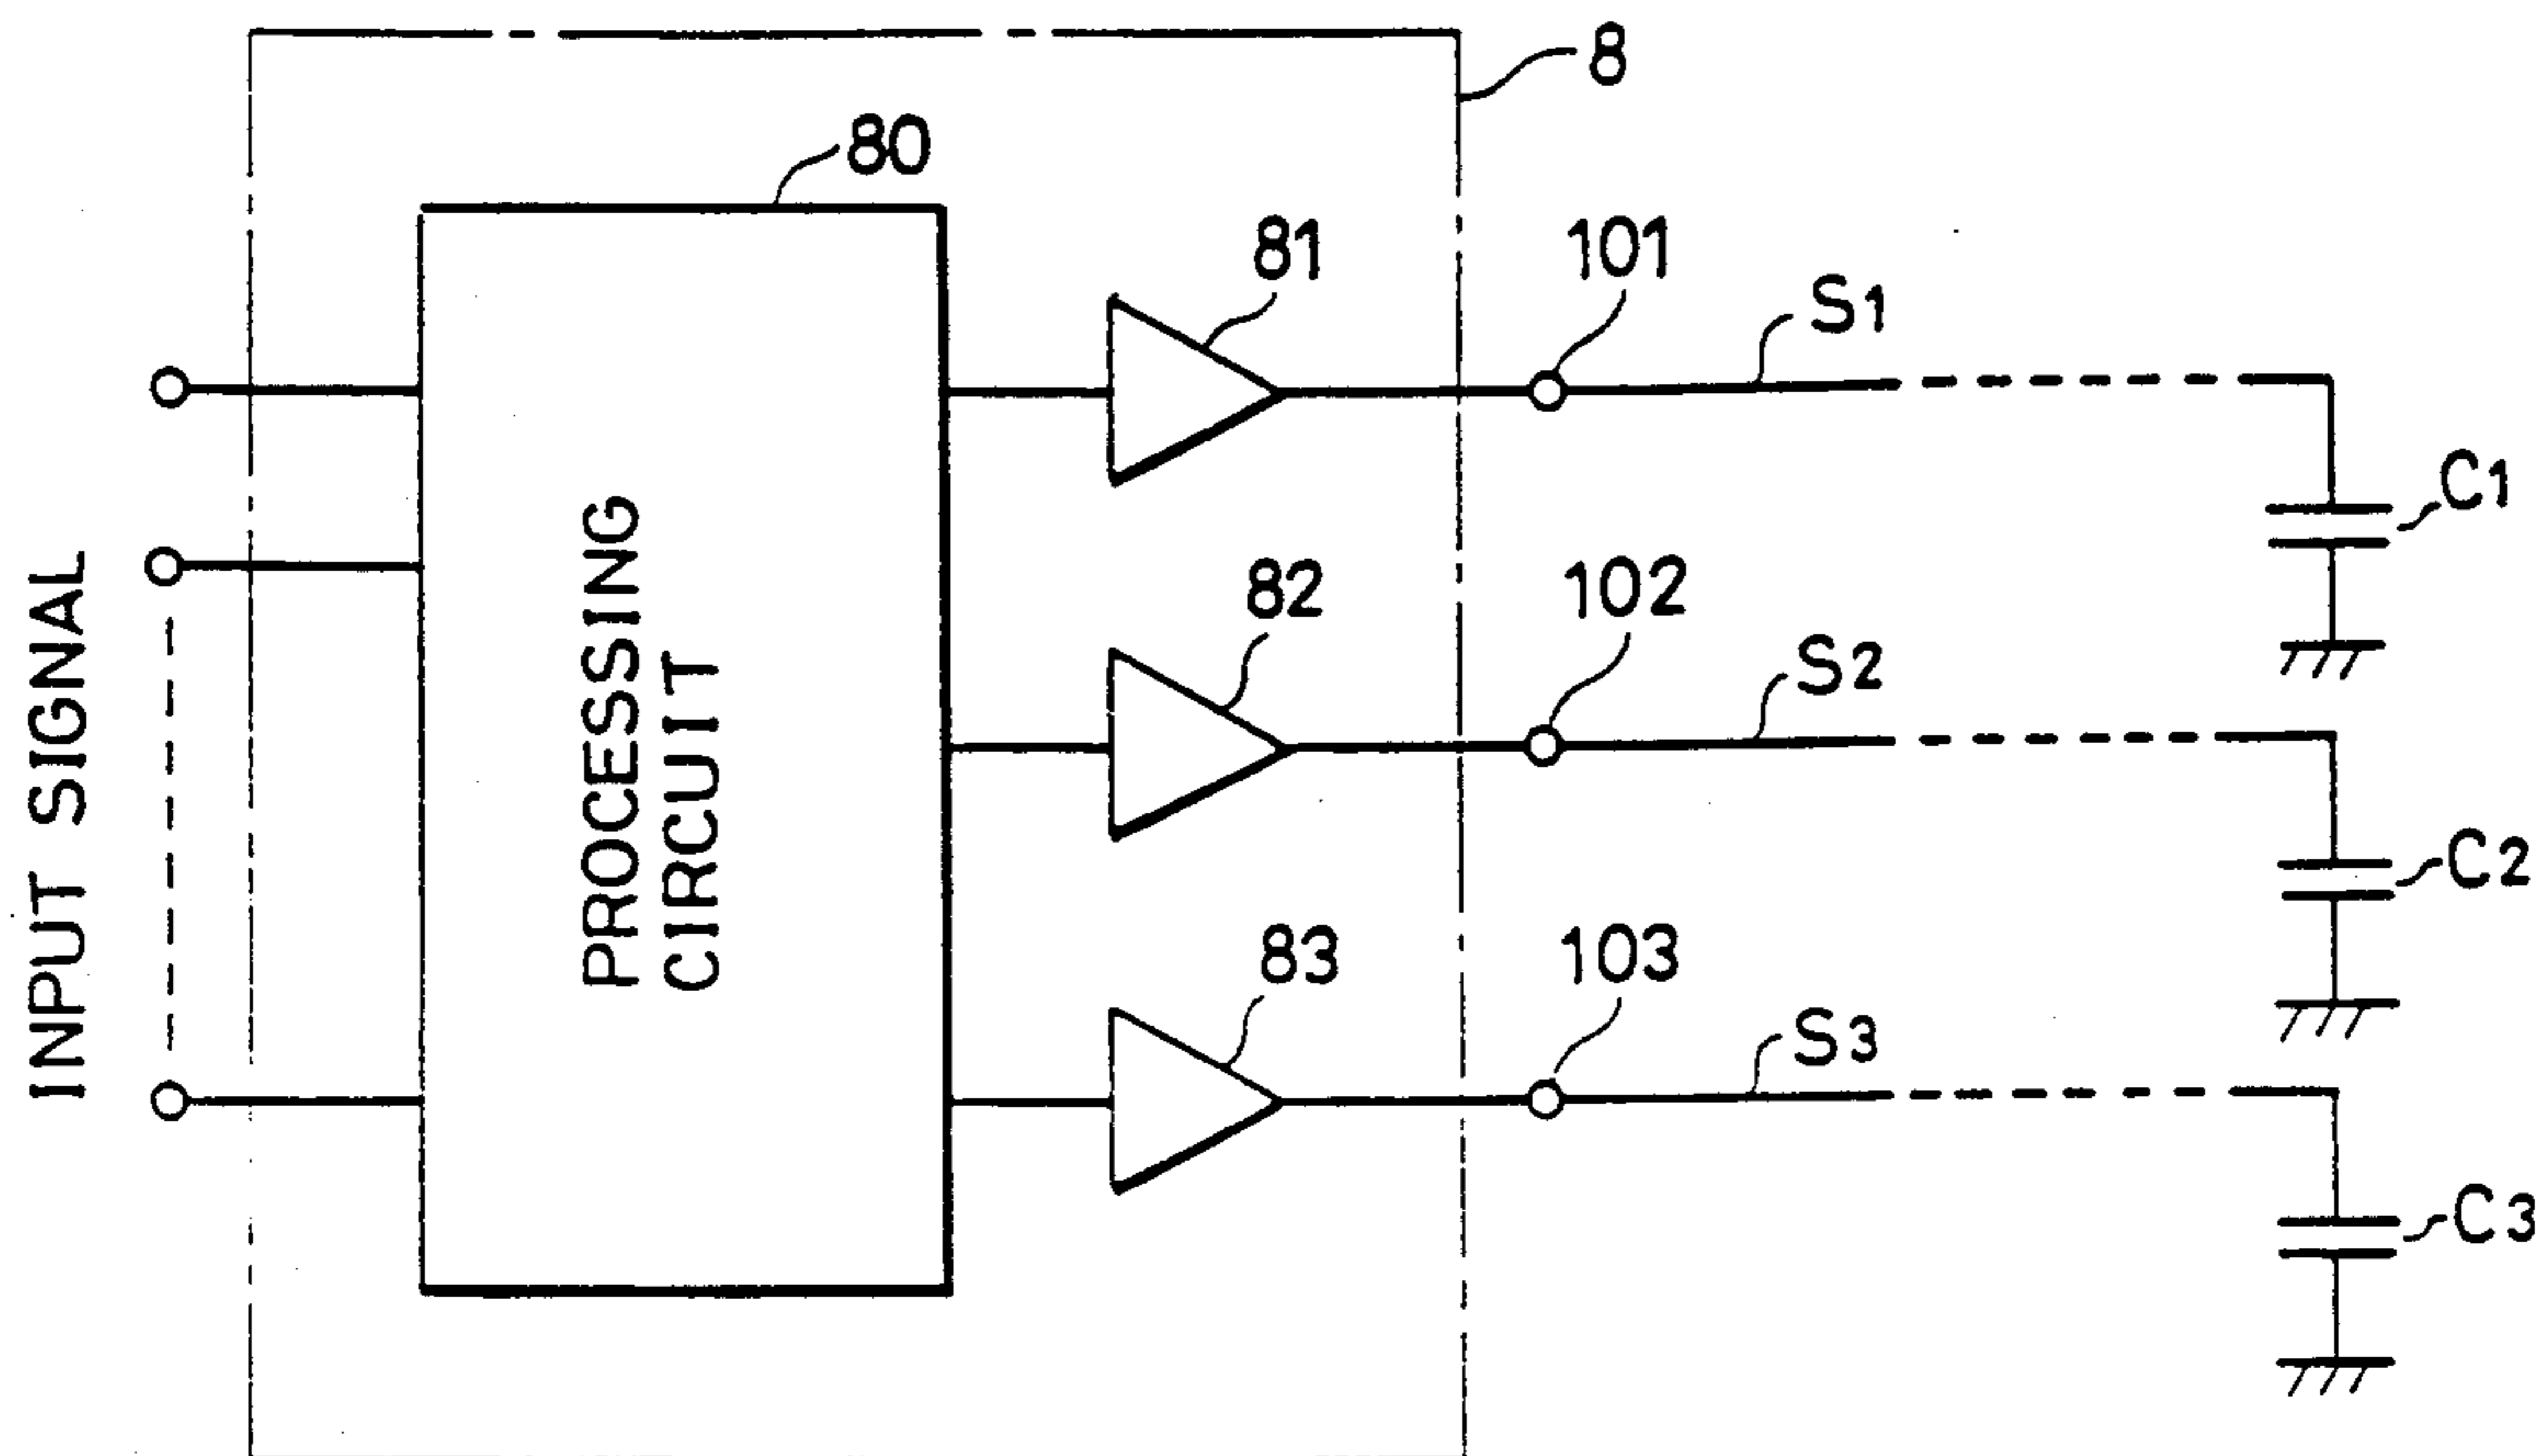 8
80
81
101
S1
C1
82
102
S2
C2
83
103
S3
C3
INPUT SIGNAL
PROCESSING
CIRCUIT